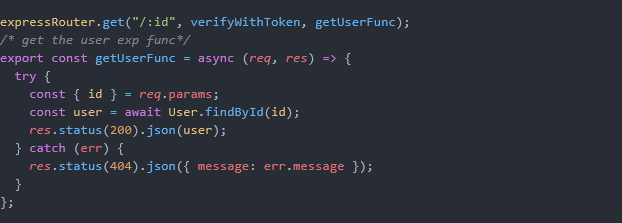 expressRouter.get("/:id", verifyWithToken, getUserFunc);
/* get the user exp func*/
export const getUserFunc = async (req, res) => {
  try {
    const { id } = req.params;
    const user = await User.findById(id);
    res.status(200).json(user);
  } catch (err) {
    res.status(404).json({ message: err.message });
  }
};